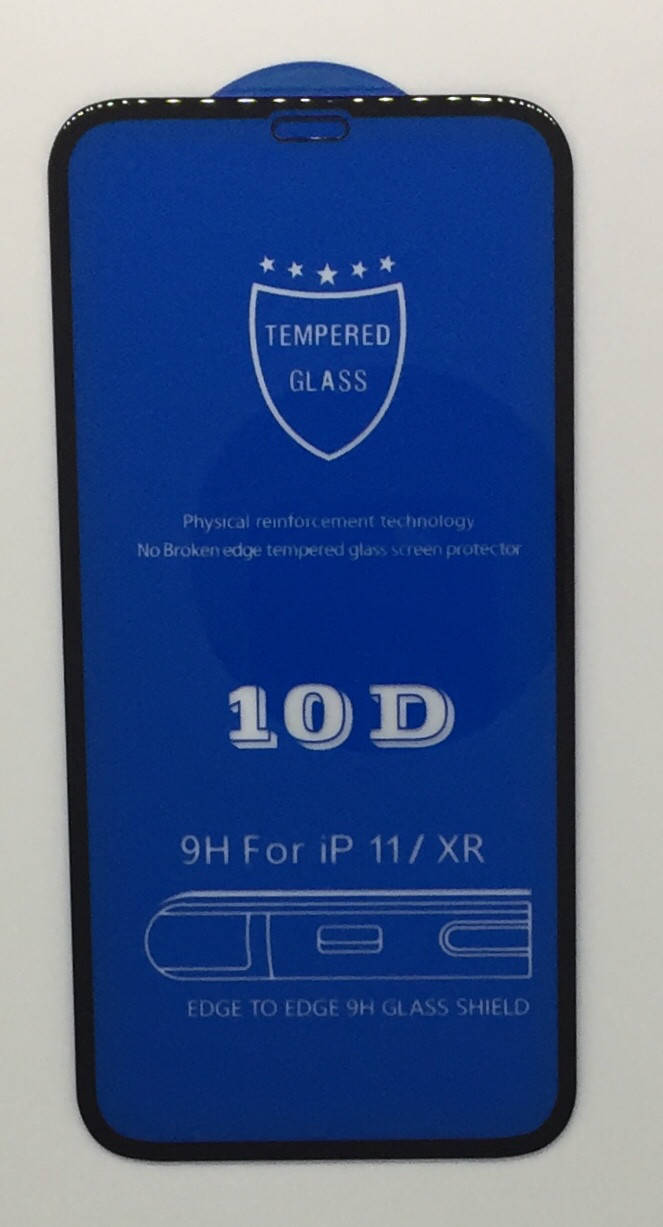 TEMPERED
GLASS
Physical reinforcement technology
No Broken edge tempered glass screen protector
10D
9H For iP 11/ XR
EDGE TO EDGE 9H GLASS SHIELD